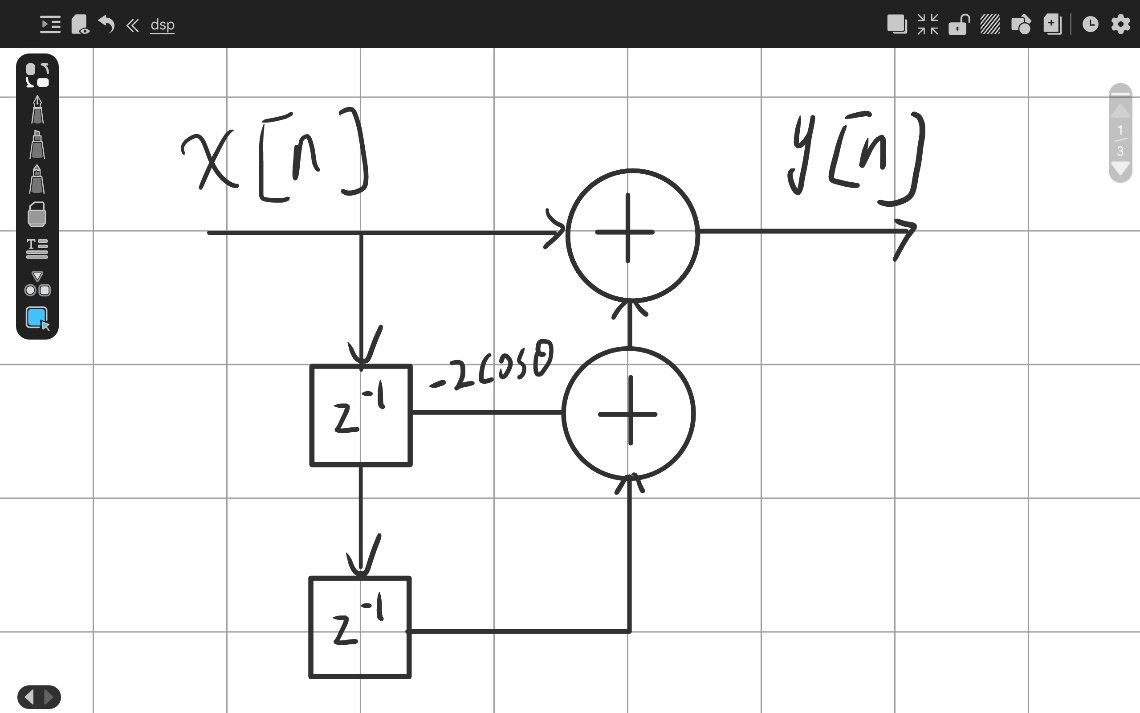 dsp
x[n]
y[n]
1
3
-2cosθ
z^-1
z^-1